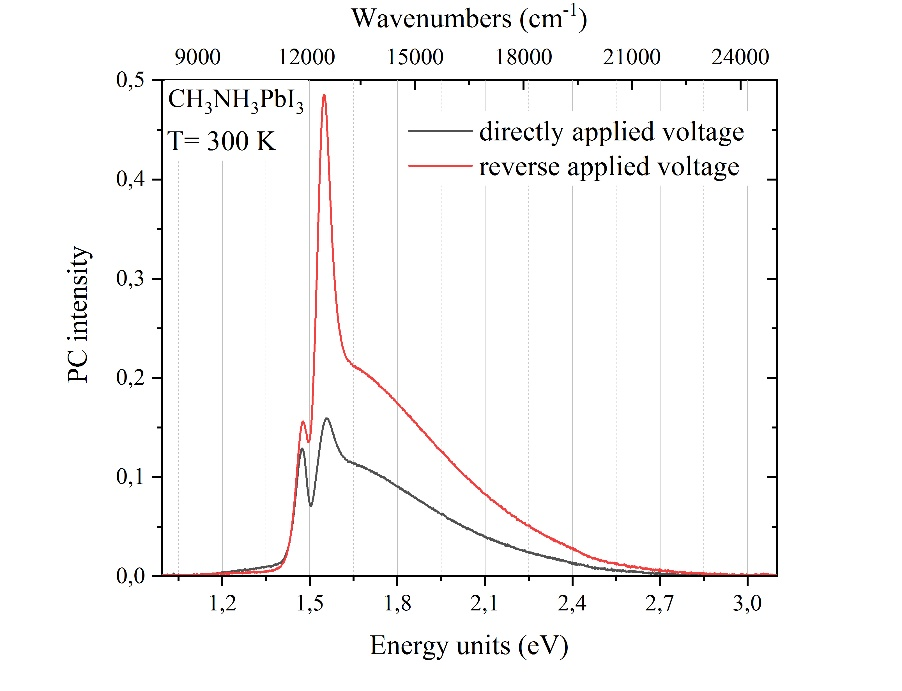 Wavenumbers (cm⁻¹)
9000 12000 15000 18000 21000 24000
CH₃NH₃PbI₃
T= 300 K
directly applied voltage
reverse applied voltage
PC intensity
0,5
0,4
0,3
0,2
0,1
0,0
1,2 1,5 1,8 2,1 2,4 2,7 3,0
Energy units (eV)